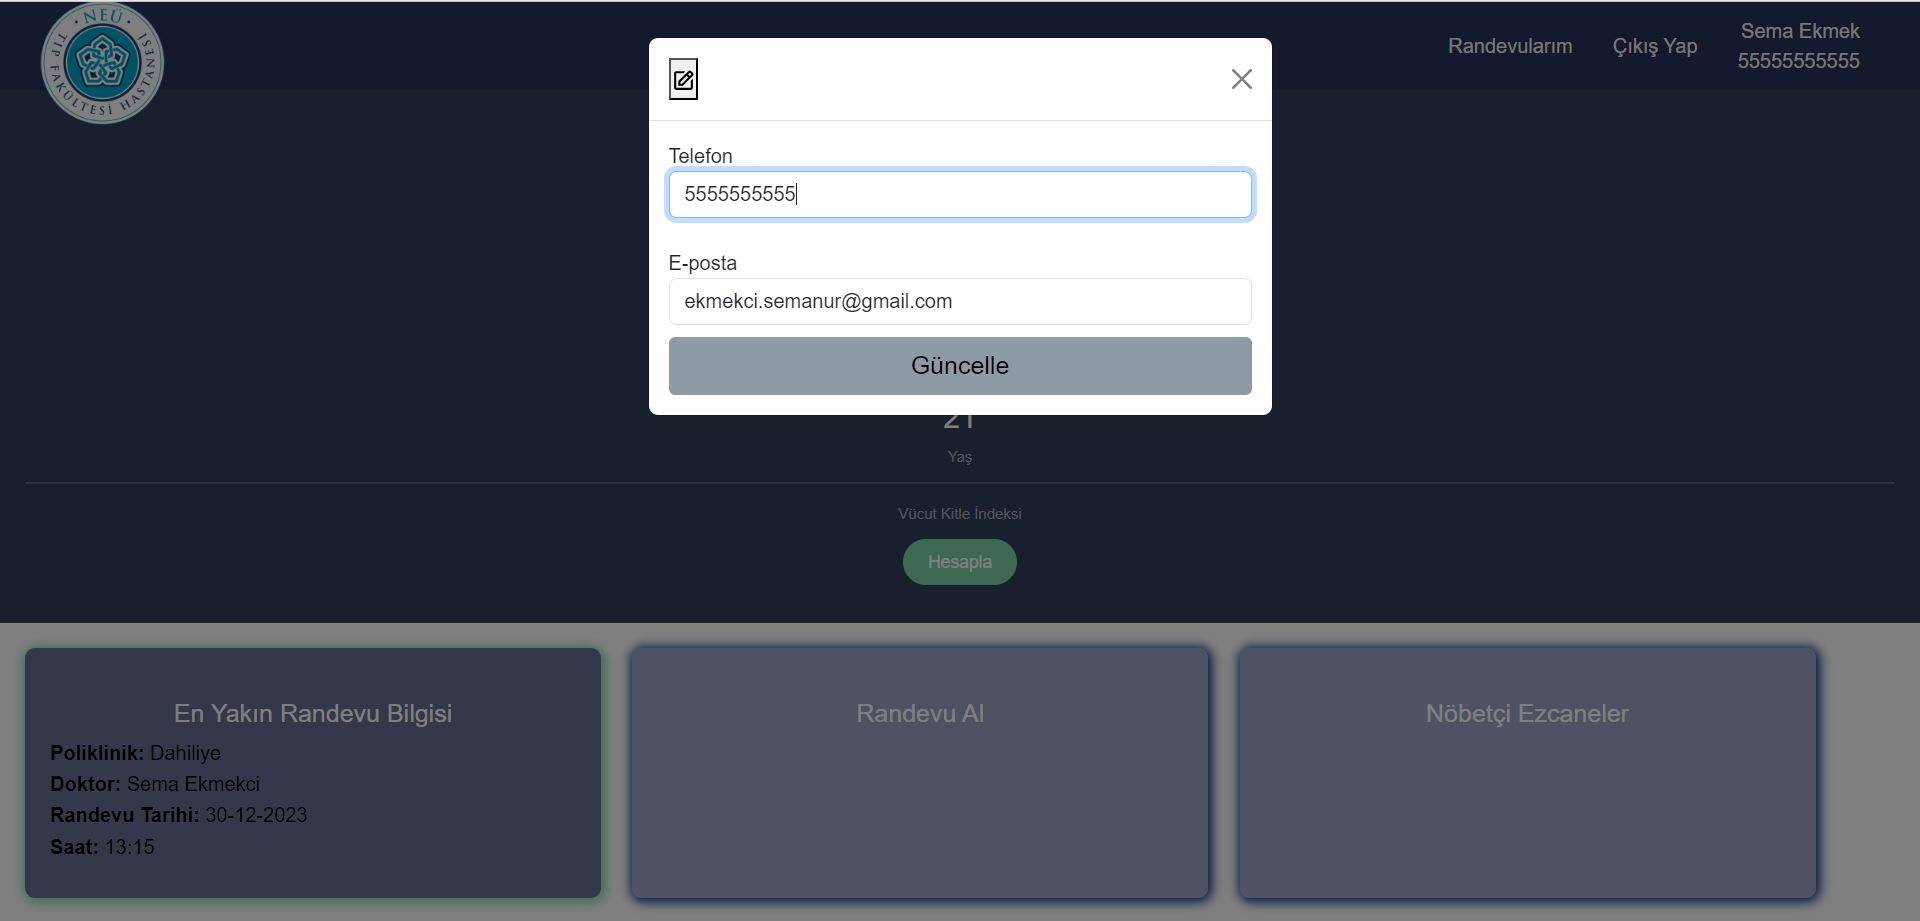 · NEÜ ·
TIP FAKÜLTESİ HASTANESİ
Randevularım
Çıkış Yap
Sema Ekmek
55555555555
Telefon
5555555555
E-posta
ekmekci.semanur@gmail.com
Güncelle
21
Yaş
Vücut Kitle İndeksi
Hesapla
En Yakın Randevu Bilgisi
Poliklinik: Dahiliye
Doktor: Sema Ekmekci
Randevu Tarihi: 30-12-2023
Saat: 13:15
Randevu Al
Nöbetçi Ezcaneler